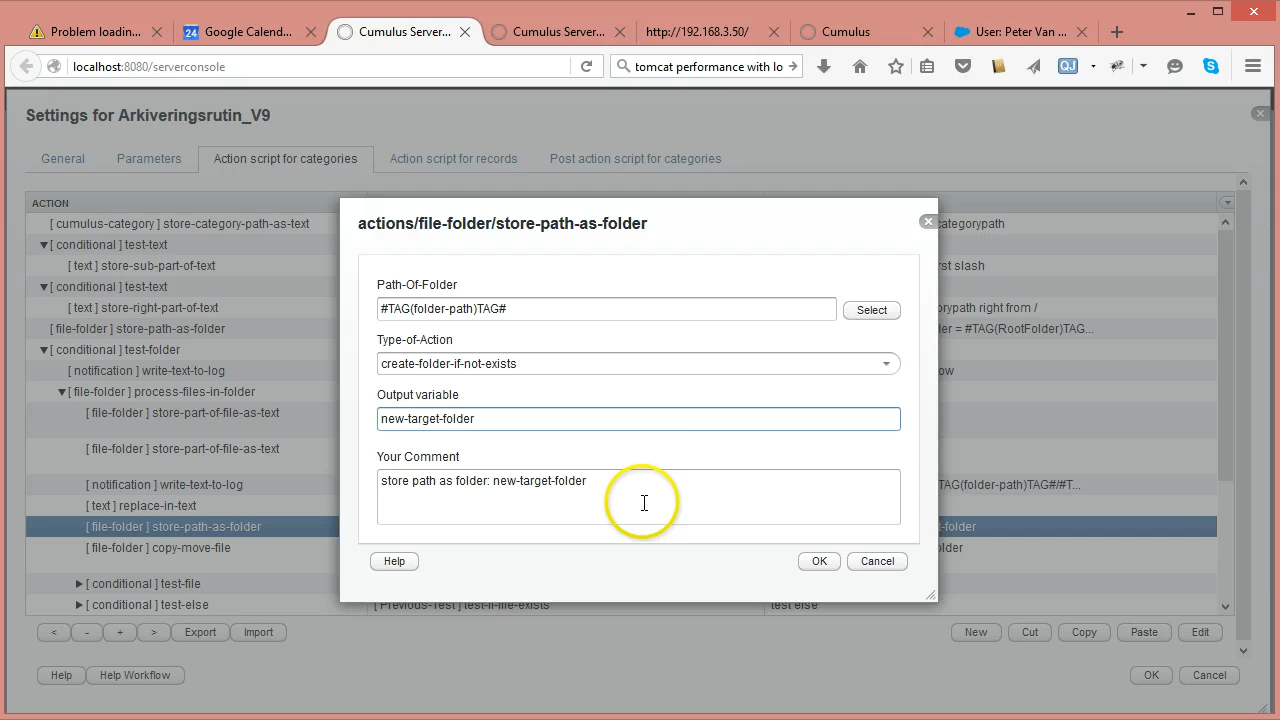 Problem loadin...
Google Calend...
Cumulus Server...
Cumulus Server...
http://192.168.3.50/
Cumulus
User: Peter Van ...
localhost:8080/serverconsole
tomcat performance with lo
Settings for Arkiveringsrutin_V9
General
Parameters
Action script for categories
Action script for records
Post action script for categories
ACTION
[ cumulus-category ] store-category-path-as-text
categorypath
[ conditional ] test-text
[ text ] store-sub-part-of-text
rst slash
[ conditional ] test-text
[ text ] store-right-part-of-text
orypath right from /
[ file-folder ] store-path-as-folder
der = #TAG(RootFolder)TAG...
[ conditional ] test-folder
[ notification ] write-text-to-log
ow
[ file-folder ] process-files-in-folder
[ file-folder ] store-part-of-file-as-text
[ file-folder ] store-part-of-file-as-text
[ notification ] write-text-to-log
TAG(folder-path)TAG#/#T...
[ text ] replace-in-text
[ file-folder ] store-path-as-folder
-folder
[ file-folder ] copy-move-file
older
[ conditional ] test-file
[ conditional ] test-else
[ Previous-Test ] test-if-file-exists
test else
actions/file-folder/store-path-as-folder
Path-Of-Folder
#TAG(folder-path)TAG#
Select
Type-of-Action
create-folder-if-not-exists
Output variable
new-target-folder
Your Comment
store path as folder: new-target-folder
Help
OK
Cancel
<
-
+
>
Export
Import
New
Cut
Copy
Paste
Edit
Help
Help Workflow
OK
Cancel